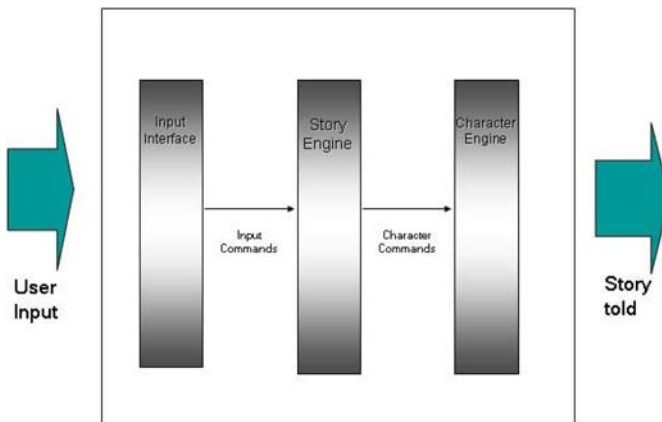 User
Input
Input
Interface
Input
Commands
Story
Engine
Character
Commands
Character
Engine
Story
told